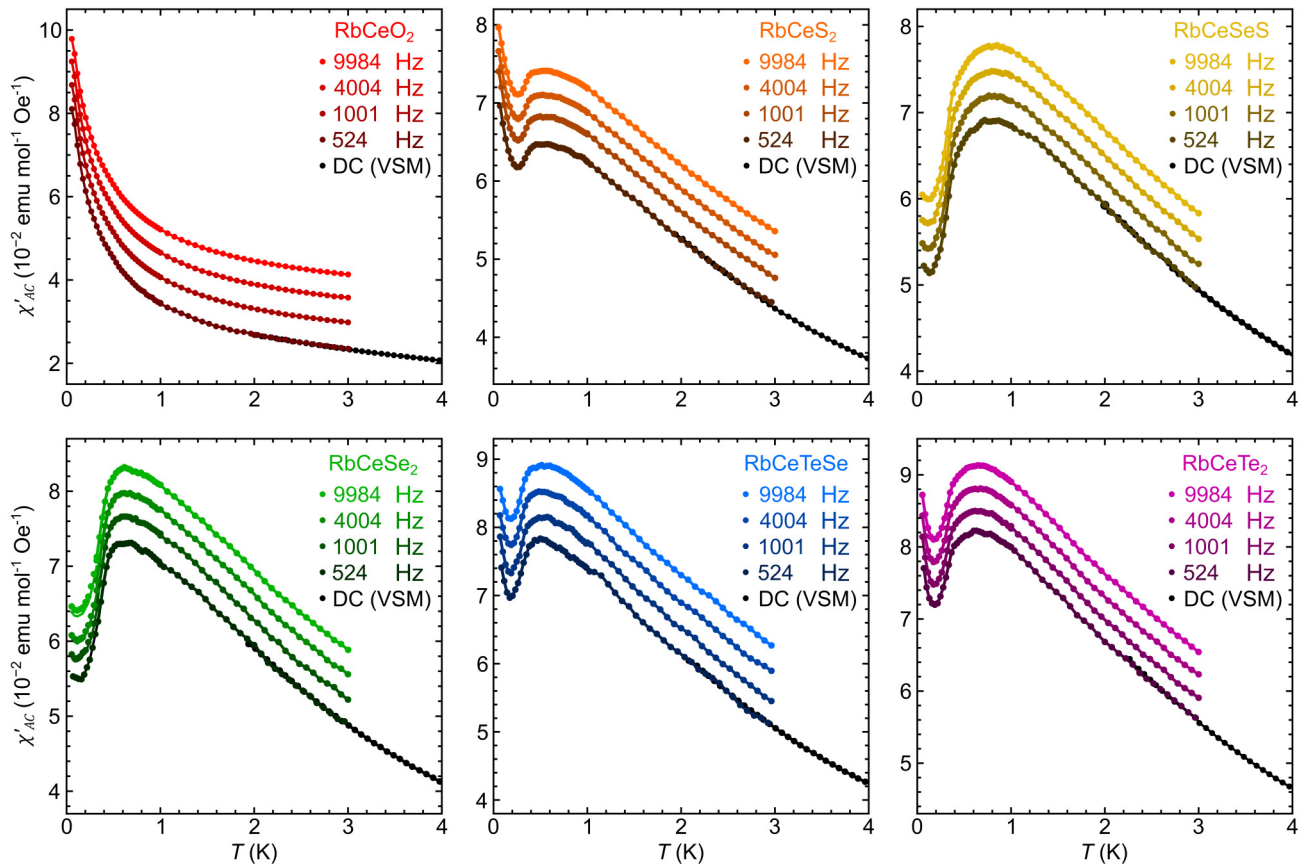 RbCeO₂
9984 Hz
4004 Hz
1001 Hz
524 Hz
DC (VSM)
10
8
6
4
2
0 1 2 3 4
χ′AC (10⁻² emu mol⁻¹ Oe⁻¹)
RbCeS₂
9984 Hz
4004 Hz
1001 Hz
524 Hz
DC (VSM)
8
7
6
5
4
0 1 2 3 4
RbCeSeS
9984 Hz
4004 Hz
1001 Hz
524 Hz
DC (VSM)
8
7
6
5
4
0 1 2 3 4
RbCeSe₂
9984 Hz
4004 Hz
1001 Hz
524 Hz
DC (VSM)
8
7
6
5
4
0 1 2 3 4
χ′AC (10⁻² emu mol⁻¹ Oe⁻¹)
T (K)
RbCeTeSe
9984 Hz
4004 Hz
1001 Hz
524 Hz
DC (VSM)
9
8
7
6
5
4
0 1 2 3 4
T (K)
RbCeTe₂
9984 Hz
4004 Hz
1001 Hz
524 Hz
DC (VSM)
9
8
7
6
5
0 1 2 3 4
T (K)